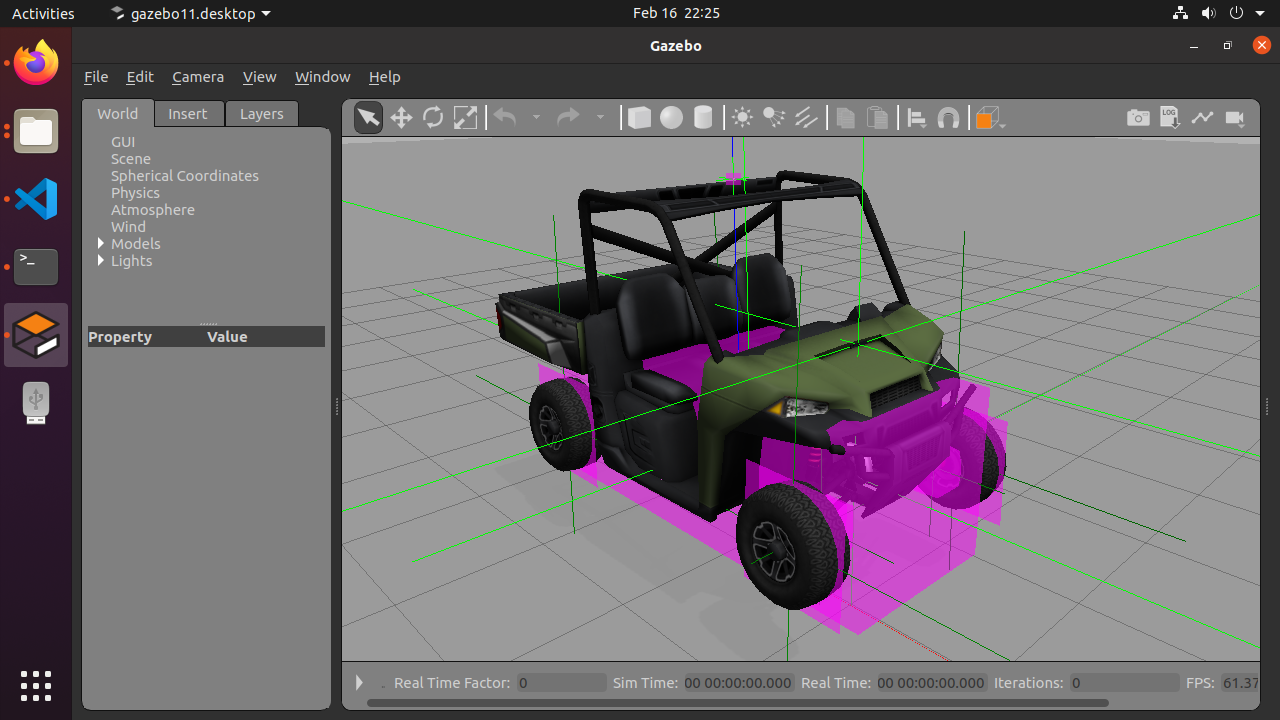 Activities gazebo11.desktop Feb 16 22:25
Gazebo
File Edit Camera View Window Help
World Insert Layers
LOG
GUI
Scene
Spherical Coordinates
Physics
Atmosphere
Wind
Models
Lights
Property Value
>_
Real Time Factor: 0 Sim Time: 00 00:00:00.000 Real Time: 00 00:00:00.000 Iterations: 0 FPS: 61.37